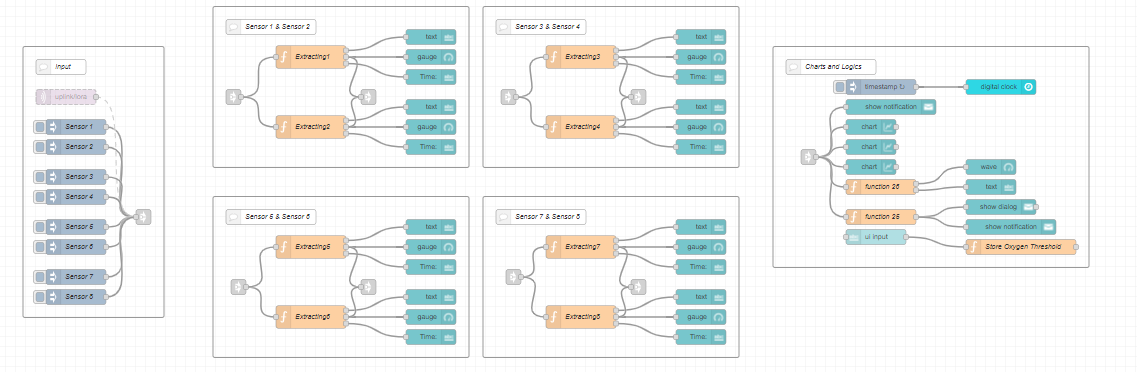 Input
uplink/lora
Sensor 1
Sensor 2
Sensor 3
Sensor 4
Sensor 5
Sensor 6
Sensor 7
Sensor 8
Sensor 1 & Sensor 2
Extracting1
text
gauge
Time:
Extracting2
text
gauge
Time:
Sensor 3 & Sensor 4
Extracting3
text
gauge
Time:
Extracting4
text
gauge
Time:
Sensor 5 & Sensor 6
Extracting5
text
gauge
Time:
Extracting6
text
gauge
Time:
Sensor 7 & Sensor 8
Extracting7
text
gauge
Time:
Extracting8
text
gauge
Time:
Charts and Logics
timestamp ↻
digital clock
show notification
chart
chart
chart
function 26
wave
text
function 25
show dialog
show notification
ui input
Store Oxygen Threshold